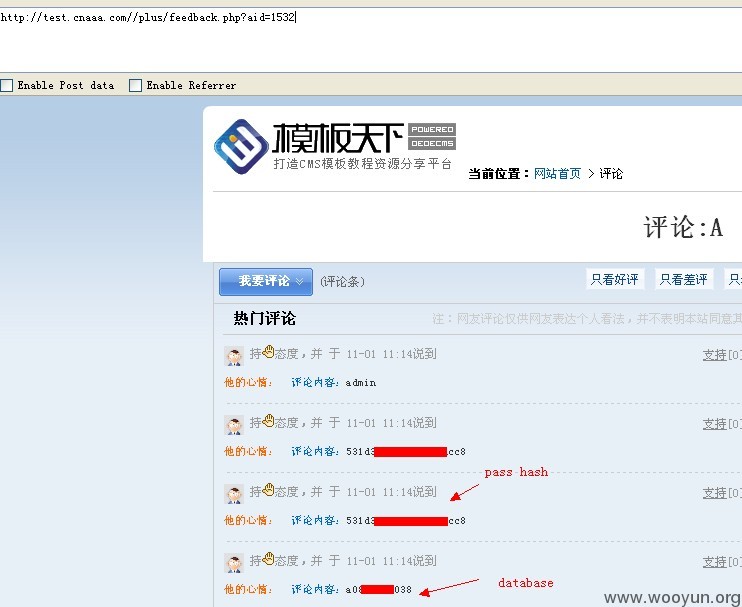 http://test.cnaaa.com//plus/feedback.php?aid=1532
Enable Post data Enable Referrer
模板天下 POWERED DEDECMS
打造CMS模板教程资源分享平台
当前位置：网站首页 > 评论
评论:A
我要评论 (评论条) 只看好评 只看差评 只
热门评论 注：网友评论仅供网友表达个人看法，并不表明本站同意其
持 态度，并 于 11-01 11:14说到 支持[0]
他的心情： 评论内容：admin
持 态度，并 于 11-01 11:14说到 支持[0]
他的心情： 评论内容：531d3 cc8
pass hash
持 态度，并 于 11-01 11:14说到 支持[0]
他的心情： 评论内容：531d3 cc8
持 态度，并 于 11-01 11:14说到 支持[0]
database
他的心情： 评论内容：a08 038
www.wooyun.org